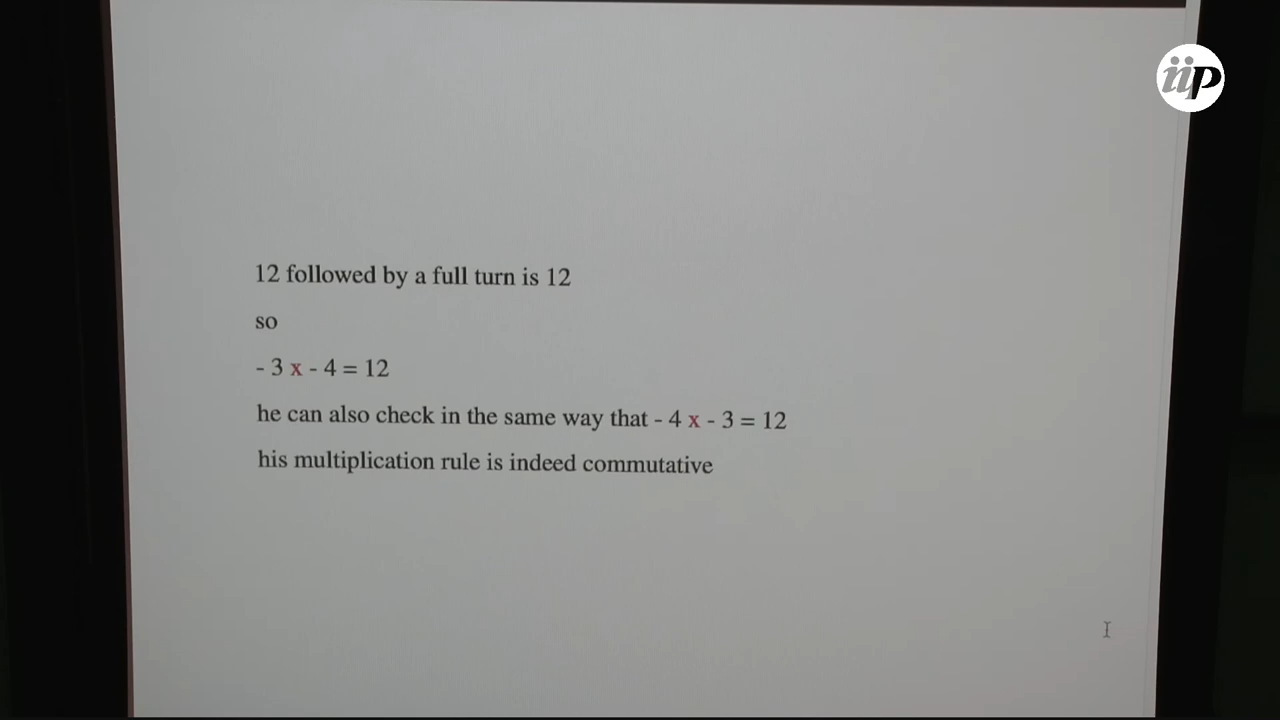 iip
12 followed by a full turn is 12
so
- 3 x - 4 = 12
he can also check in the same way that - 4 x - 3 = 12
his multiplication rule is indeed commutative